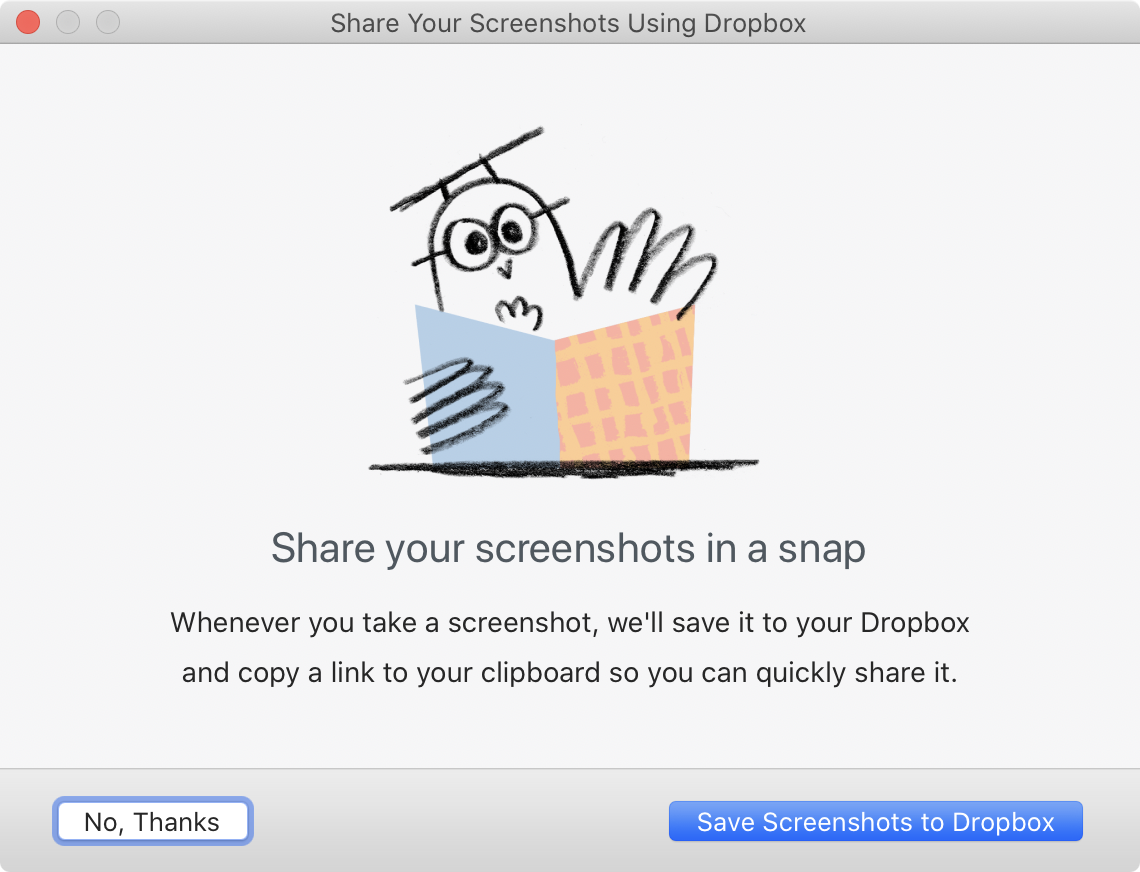 Share Your Screenshots Using Dropbox
Share your screenshots in a snap
Whenever you take a screenshot, we'll save it to your Dropbox
and copy a link to your clipboard so you can quickly share it.
No, Thanks
Save Screenshots to Dropbox